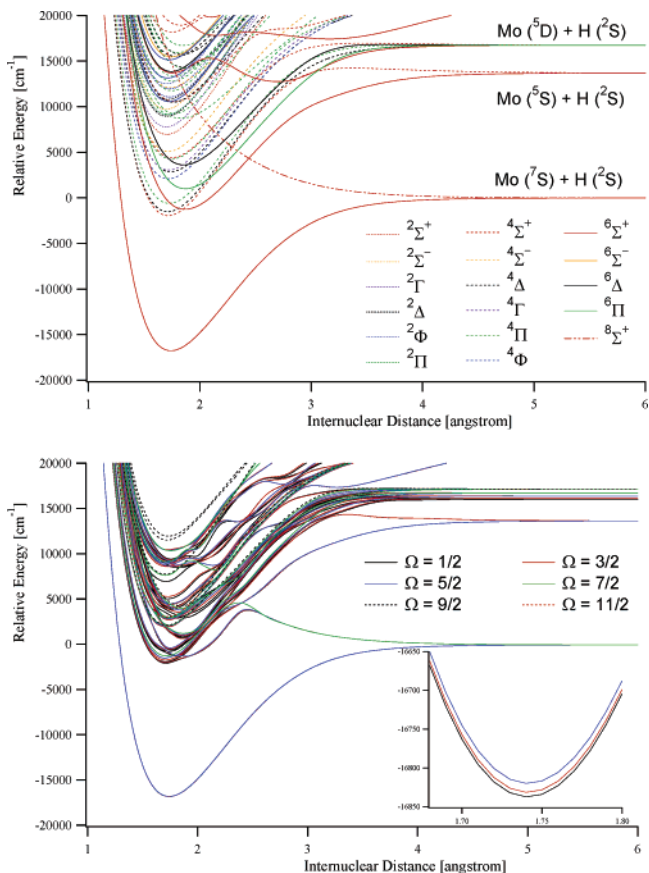 20000
15000
10000
5000
0
-5000
-10000
-15000
-20000
Relative Energy [cm⁻¹]
Mo (⁵D) + H (²S)
Mo (⁵S) + H (²S)
Mo (⁷S) + H (²S)
²Σ⁺ ⁴Σ⁺ ⁶Σ⁺
²Σ⁻ ⁴Σ⁻ ⁶Σ⁻
²Γ ⁴Δ ⁶Δ
²Δ ⁴Γ ⁶Π
²Φ ⁴Π ⁸Σ⁺
²Π ⁴Φ
1 2 3 4 5 6
Internuclear Distance [angstrom]
20000
15000
10000
5000
0
-5000
-10000
-15000
-20000
Relative Energy [cm⁻¹]
Ω = 1/2 Ω = 3/2
Ω = 5/2 Ω = 7/2
Ω = 9/2 Ω = 11/2
-16650
-16700
-16750
-16800
-16850
1.70 1.75 1.80
1 2 3 4 5 6
Internuclear Distance [angstrom]